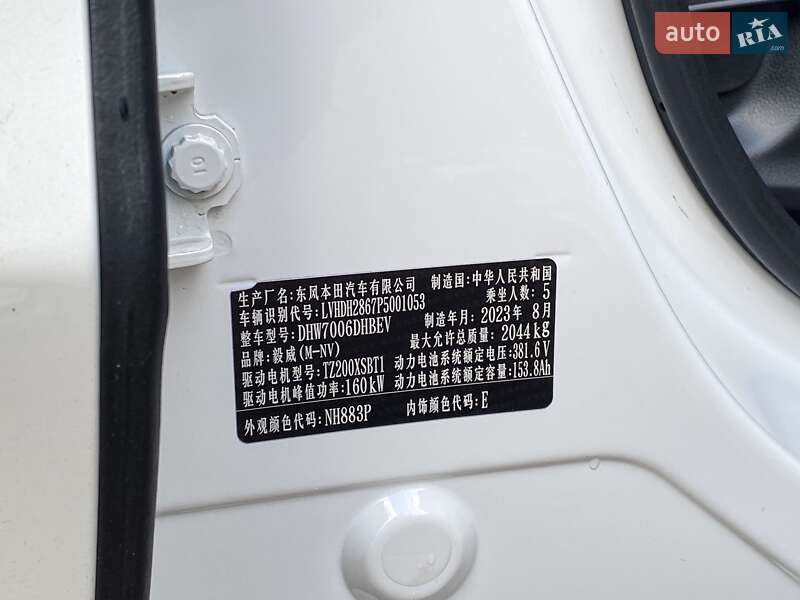 auto RIA.com
10
生产厂名:东风本田汽车有限公司 制造国:中华人民共和国
车辆识别代号:LVHDH2867P5001053 乘坐人数:5
整车型号:DHW7006DHBEV 制造年月:2023年8月
品牌:毅威(M-NV) 最大允许总质量:2044kg
驱动电机型号:TZ200XSBT1 动力电池系统额定电压:381.6V
驱动电机峰值功率:160kW 动力电池系统额定容量:153.8Ah
外观颜色代码:NH883P 内饰颜色代码:E